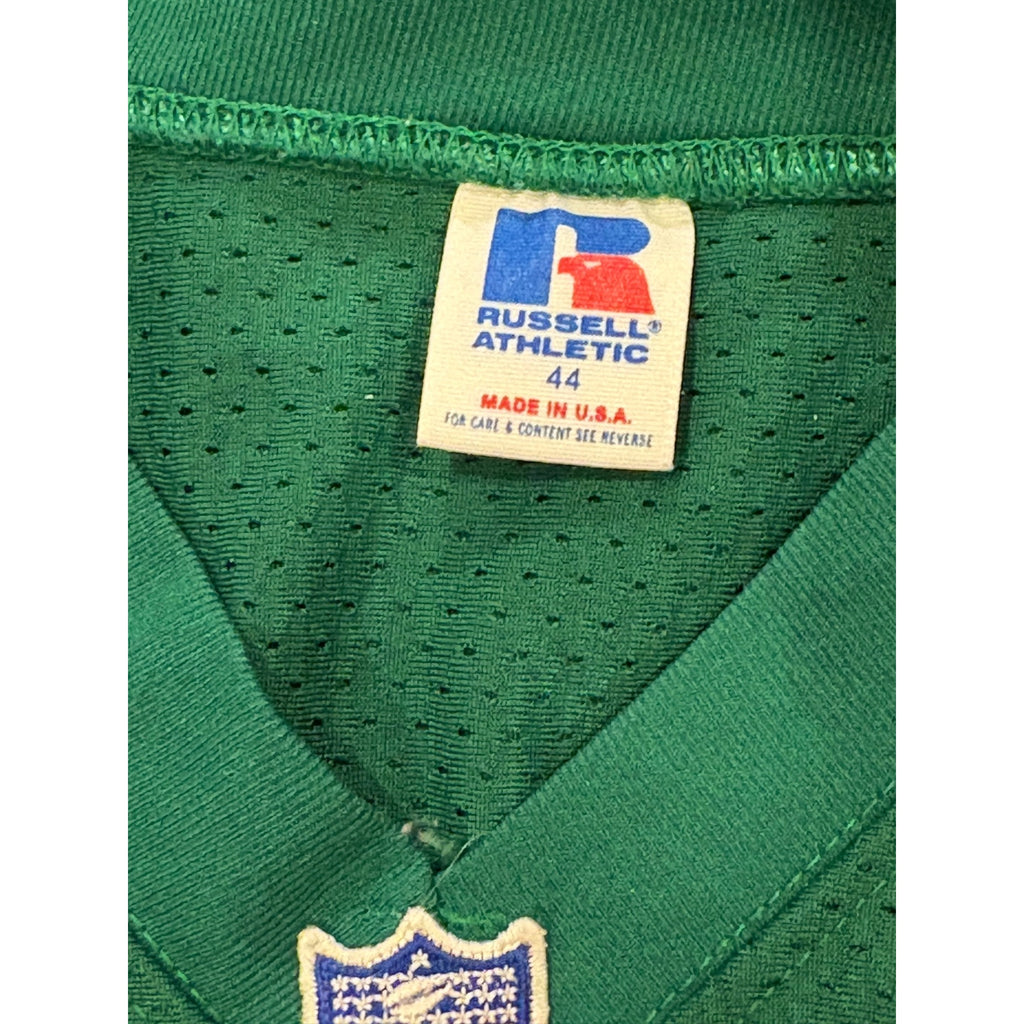 RUSSELL®
ATHLETIC
44
MADE IN U.S.A.
FOR CARE & CONTENT SEE REVERSE